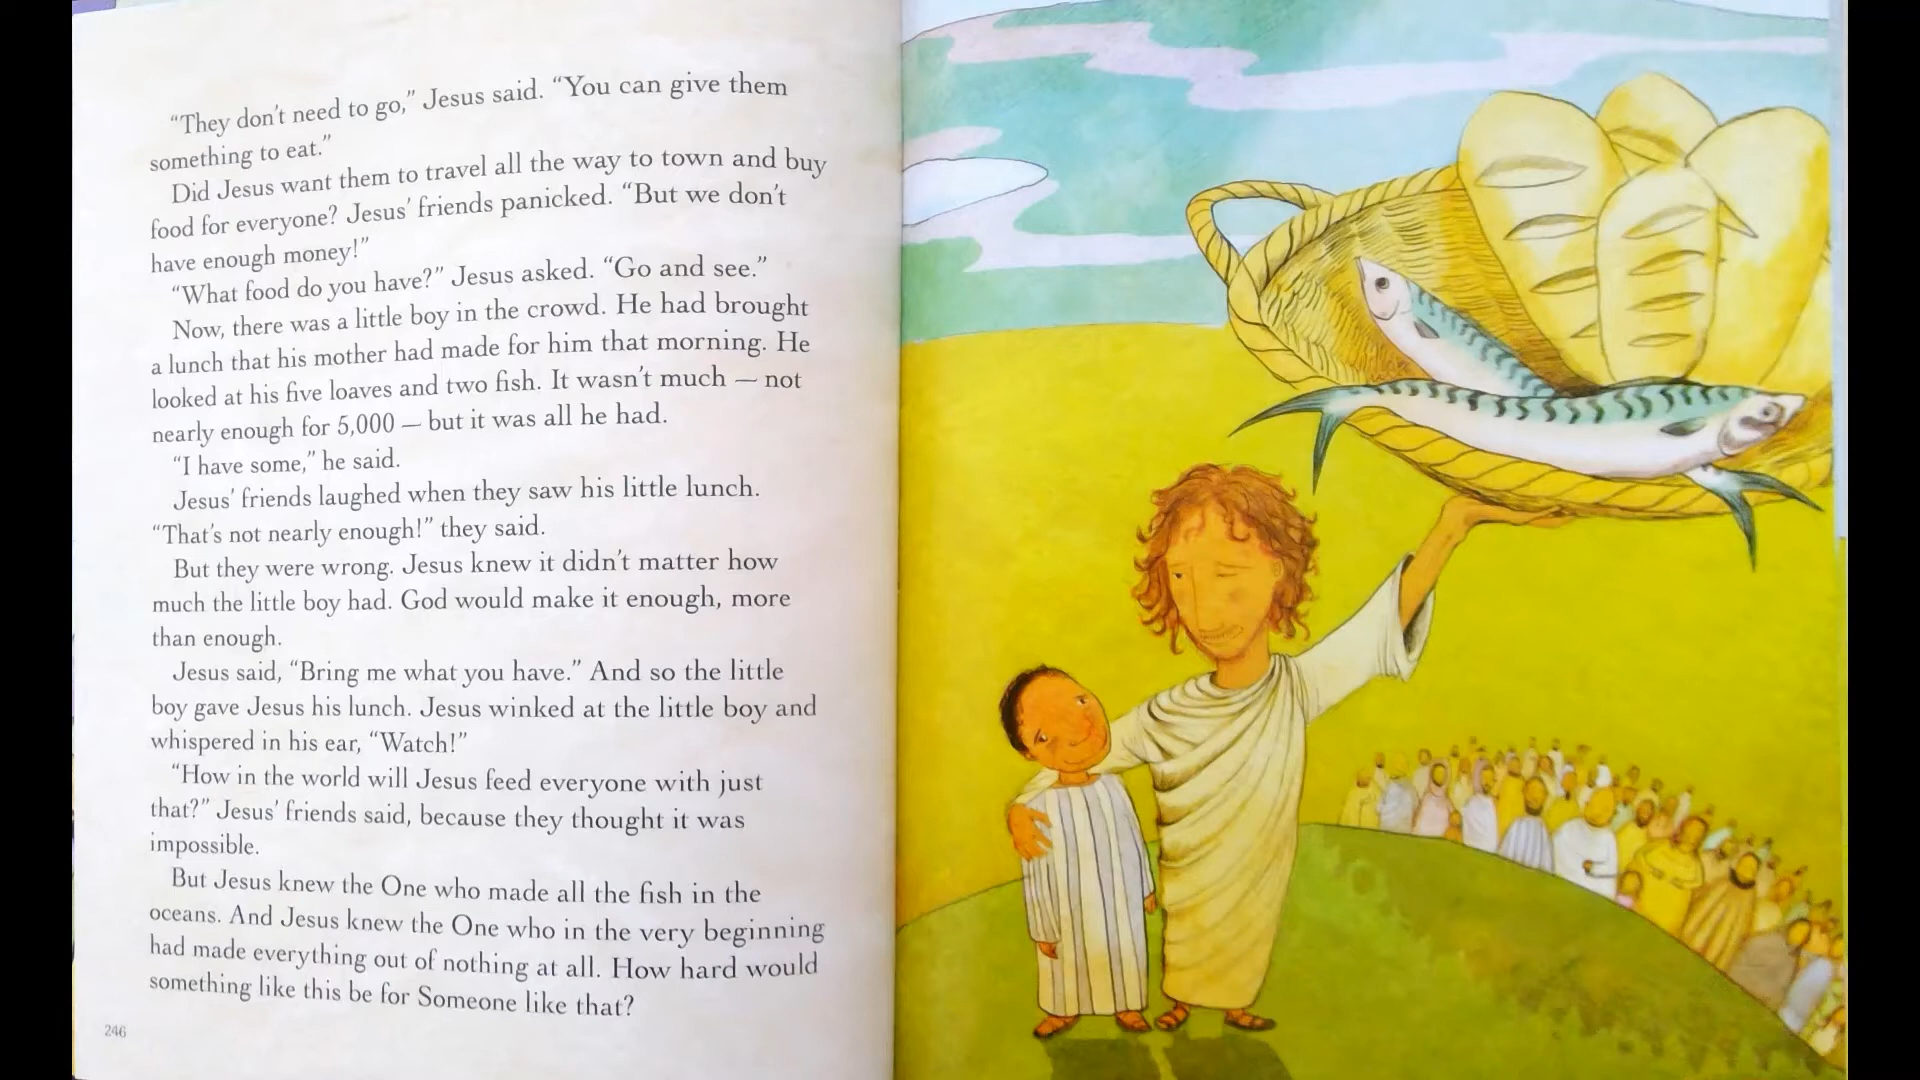 “They don’t need to go,” Jesus said. “You can give them
something to eat.”
Did Jesus want them to travel all the way to town and buy
food for everyone? Jesus’ friends panicked. “But we don’t
have enough money!”
“What food do you have?” Jesus asked. “Go and see.”
Now, there was a little boy in the crowd. He had brought
a lunch that his mother had made for him that morning. He
looked at his five loaves and two fish. It wasn’t much — not
nearly enough for 5,000 — but it was all he had.
“I have some,” he said.
Jesus’ friends laughed when they saw his little lunch.
“That’s not nearly enough!” they said.
But they were wrong. Jesus knew it didn’t matter how
much the little boy had. God would make it enough, more
than enough.
Jesus said, “Bring me what you have.” And so the little
boy gave Jesus his lunch. Jesus winked at the little boy and
whispered in his ear, “Watch!”
“How in the world will Jesus feed everyone with just
that?” Jesus’ friends said, because they thought it was
impossible.
But Jesus knew the One who made all the fish in the
oceans. And Jesus knew the One who in the very beginning
had made everything out of nothing at all. How hard would
something like this be for Someone like that?
246